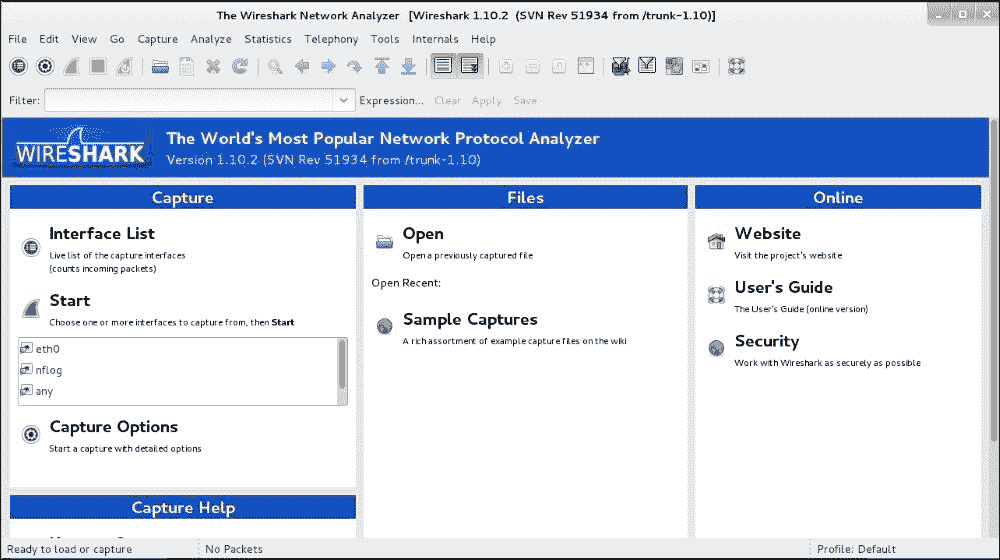 The Wireshark Network Analyzer [Wireshark 1.10.2 (SVN Rev 51934 from /trunk-1.10)]
File Edit View Go Capture Analyze Statistics Telephony Tools Internals Help
Filter: Expression... Clear Apply Save
WIRESHARK
The World's Most Popular Network Protocol Analyzer
Version 1.10.2 (SVN Rev 51934 from /trunk-1.10)
Capture
Interface List
Live list of the capture interfaces
(counts incoming packets)
Start
Choose one or more interfaces to capture from, then Start
eth0
nflog
any
Capture Options
Start a capture with detailed options
Capture Help
Files
Open
Open a previously captured file
Open Recent:
Sample Captures
A rich assortment of example capture files on the wiki
Online
Website
Visit the project's website
User's Guide
The User's Guide (online version)
Security
Work with Wireshark as securely as possible
Ready to load or capture
No Packets
Profile: Default